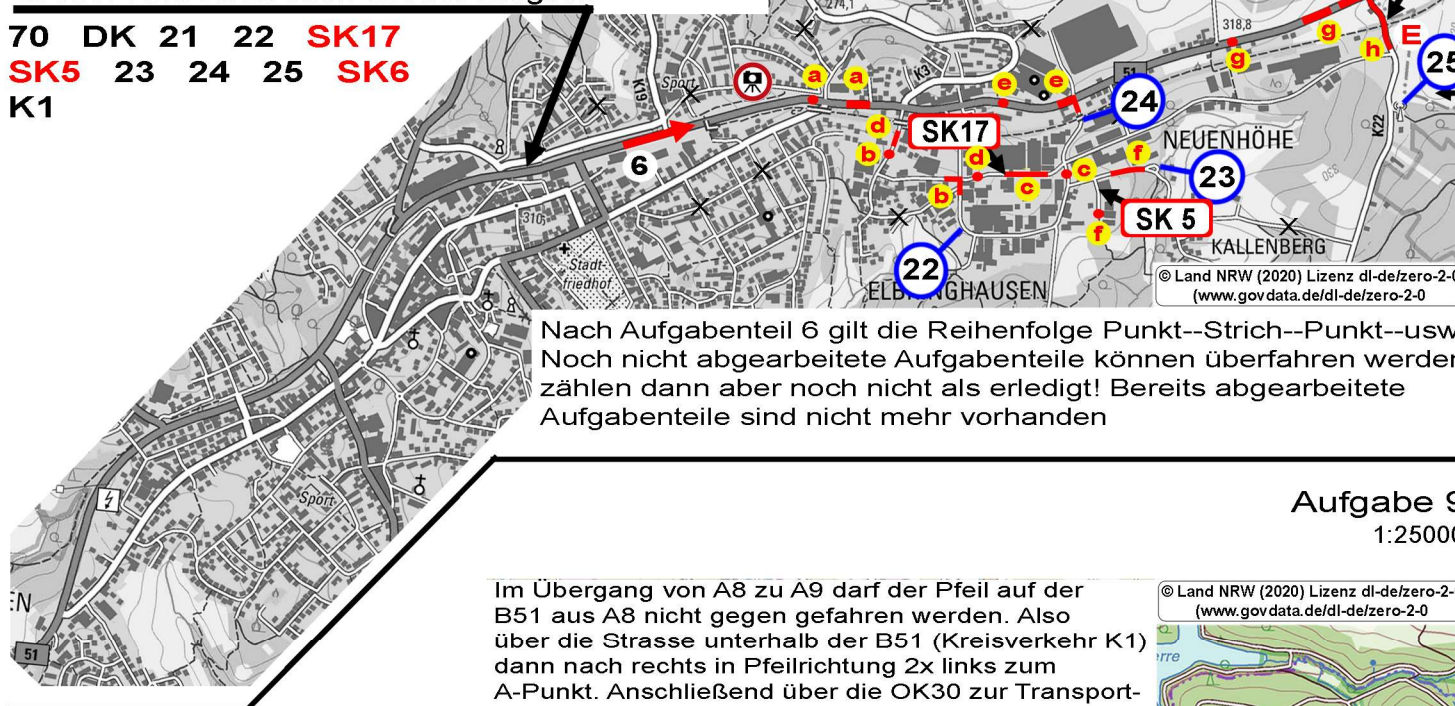 70 DK 21 22 SK17
SK5 23 24 25 SK6
K1
274,1
K3
K19
Sport
6
a
a
d
b
b
d
SK17
e
e
c
c
51
24
318,8
g
g
h
E
25
K22
NEUENHÖHE
f
23
f
SK 5
KALLENBERG
22
310
Stadt-
friedhof
Sport
51
© Land NRW (2020) Lizenz dl-de/zero-2-0
(www.govdata.de/dl-de/zero-2-0
Nach Aufgabenteil 6 gilt die Reihenfolge Punkt--Strich--Punkt--usw
Noch nicht abgearbeitete Aufgabenteile können überfahren werden
zählen dann aber noch nicht als erledigt! Bereits abgearbeitete
Aufgabenteile sind nicht mehr vorhanden
Aufgabe 9
1:25000
Im Übergang von A8 zu A9 darf der Pfeil auf der
B51 aus A8 nicht gegen gefahren werden. Also
über die Strasse unterhalb der B51 (Kreisverkehr K1)
dann nach rechts in Pfeilrichtung 2x links zum
A-Punkt. Anschließend über die OK30 zur Transport-
© Land NRW (2020) Lizenz dl-de/zero-2-
(www.govdata.de/dl-de/zero-2-0